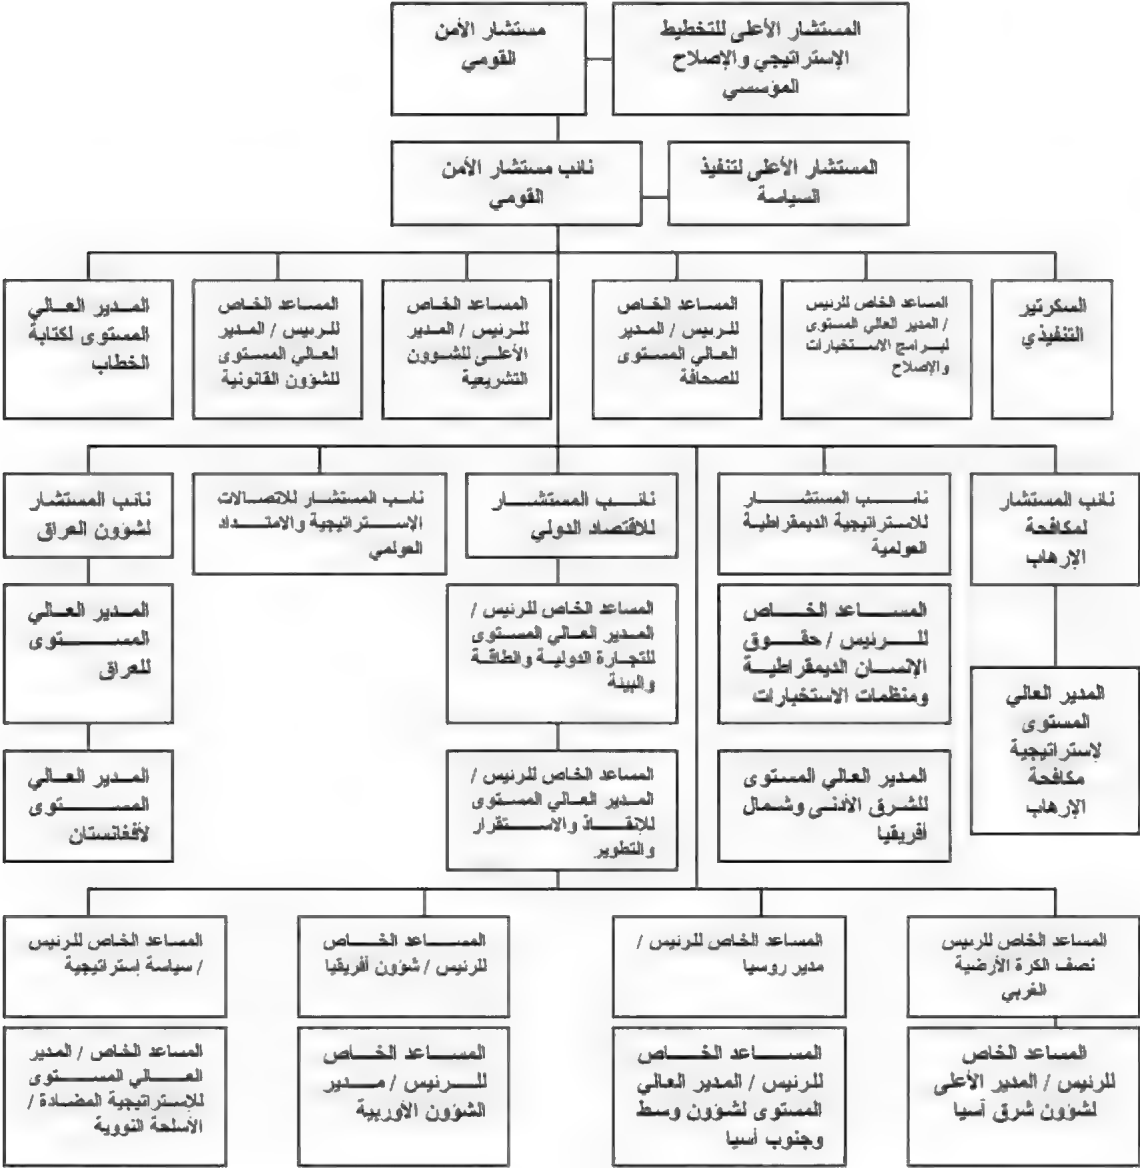 المستشار الأعلى للتخطيط
الإستراتيجي والإصلاح
المؤسسي
مستشار الأمن
القومي
المستشار الأعلى لتنفيذ
السياسة
نائب مستشار الأمن
القومي
السكرتير
التنفيذي
المساعد الخاص للرئيس
/ المدير العالي المستوى
لبرامج الاستخبارات
والإصلاح
المساعد الخاص
للرئيس / المدير
العالي المستوى
للصحافة
المساعد الخاص
للرئيس / المدير
الأعلى للشؤون
التشريعية
المساعد الخاص
للرئيس / المدير
العالي المستوى
للشؤون القانونية
المدير العالي
المستوى لكتابة
الخطاب
نائب المستشار
لمكافحة
الإرهاب
نائب المستشار
للاستراتيجية الديمقراطية
العولمية
نائب المستشار
للاقتصاد الدولي
نائب المستشار للاتصالات
الإستراتيجية والامتداد
العولمي
نائب المستشار
لشؤون العراق
المساعد الخاص
للرئيس / حقوق
الإنسان الديمقراطية
ومنظمات الاستخبارات
المساعد الخاص للرئيس /
المدير العالي المستوى
للتجارة الدولية والطاقة
والبيئة
المدير العالي
المستوى
للعراق
المدير العالي
المستوى
لإستراتيجية
مكافحة
الإرهاب
المدير العالي المستوى
للشرق الأدنى وشمال
أفريقيا
المساعد الخاص للرئيس /
المدير العالي المستوى
للإنقاذ والاستقرار
والتطوير
المدير العالي
المستوى
لأفغانستان
المساعد الخاص للرئيس
نصف الكرة الأرضية
الغربي
المساعد الخاص للرئيس /
مدير روسيا
المساعد الخاص
للرئيس / شؤون أفريقيا
المساعد الخاص للرئيس
/ سياسة إستراتيجية
المساعد الخاص
للرئيس / المدير الأعلى
لشؤون شرق آسيا
المساعد الخاص
للرئيس / المدير العالي
المستوى لشؤون وسط
وجنوب آسيا
المساعد الخاص
للرئيس / مدير
الشؤون الأوربية
المساعد الخاص / المدير
العالي المستوى
للإستراتيجية المضادة /
الأسلحة النووية